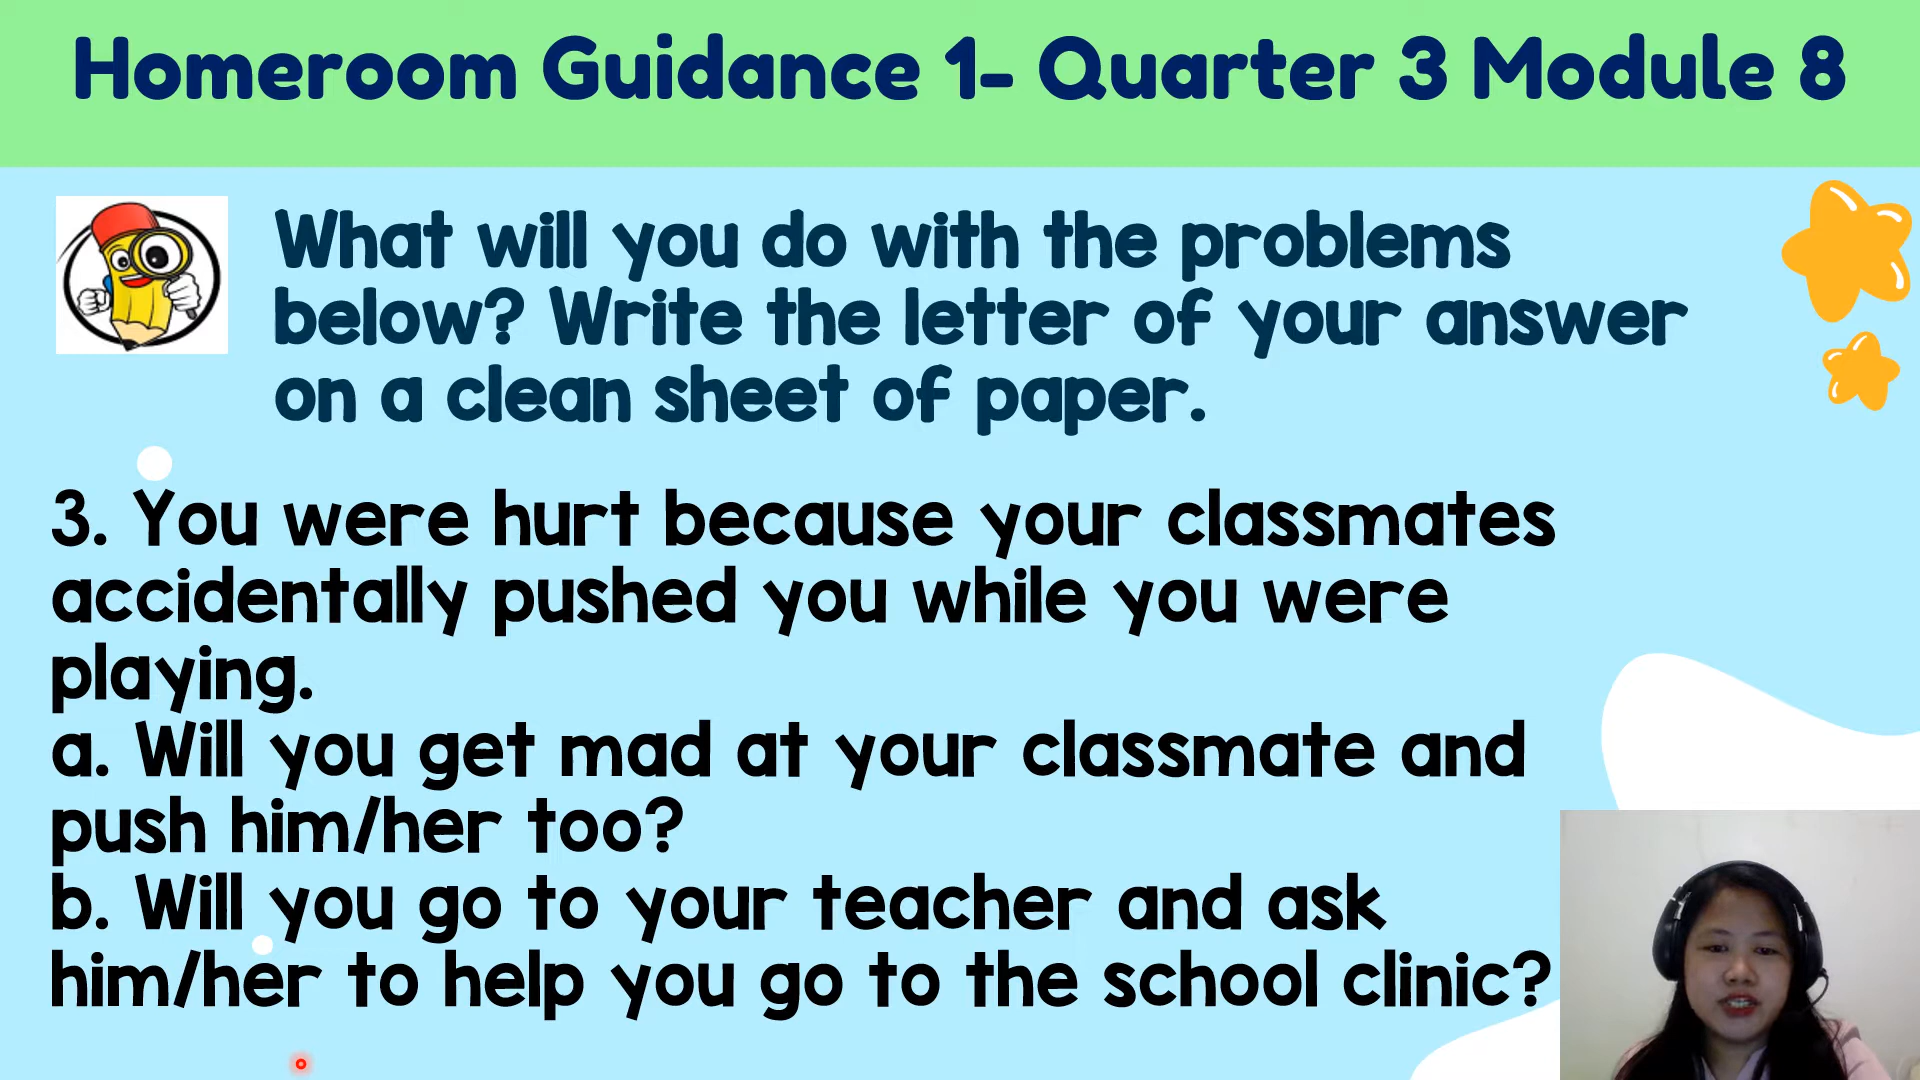 Homeroom Guidance 1- Quarter 3 Module 8
What will you do with the problems
below? Write the letter of your answer
on a clean sheet of paper.
3. You were hurt because your classmates
accidentally pushed you while you were
playing.
a. Will you get mad at your classmate and
push him/her too?
b. Will you go to your teacher and ask
him/her to help you go to the school clinic?